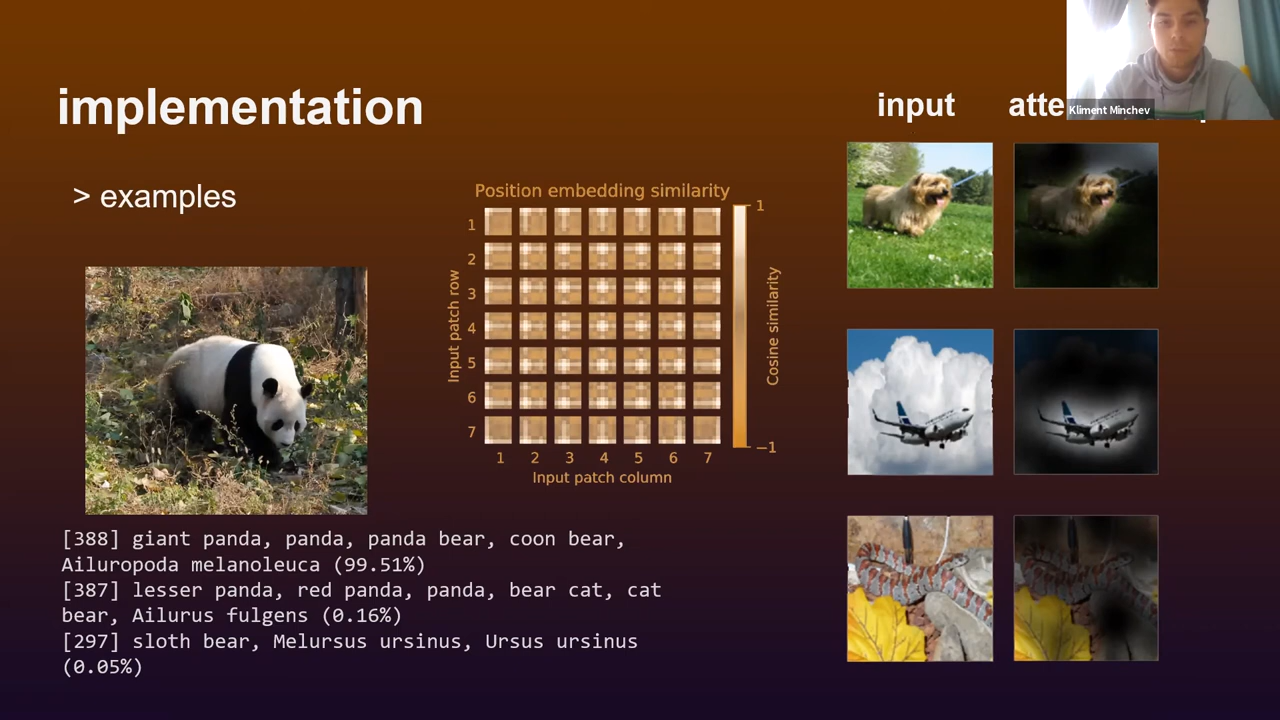 implementation
input
Kliment Minchev
> examples
Position embedding similarity
1
2
3
4
5
6
7
Input patch row
1 2 3 4 5 6 7
Input patch column
1
−1
Cosine similarity
[388] giant panda, panda, panda bear, coon bear,
Ailuropoda melanoleuca (99.51%)
[387] lesser panda, red panda, panda, bear cat, cat
bear, Ailurus fulgens (0.16%)
[297] sloth bear, Melursus ursinus, Ursus ursinus
(0.05%)